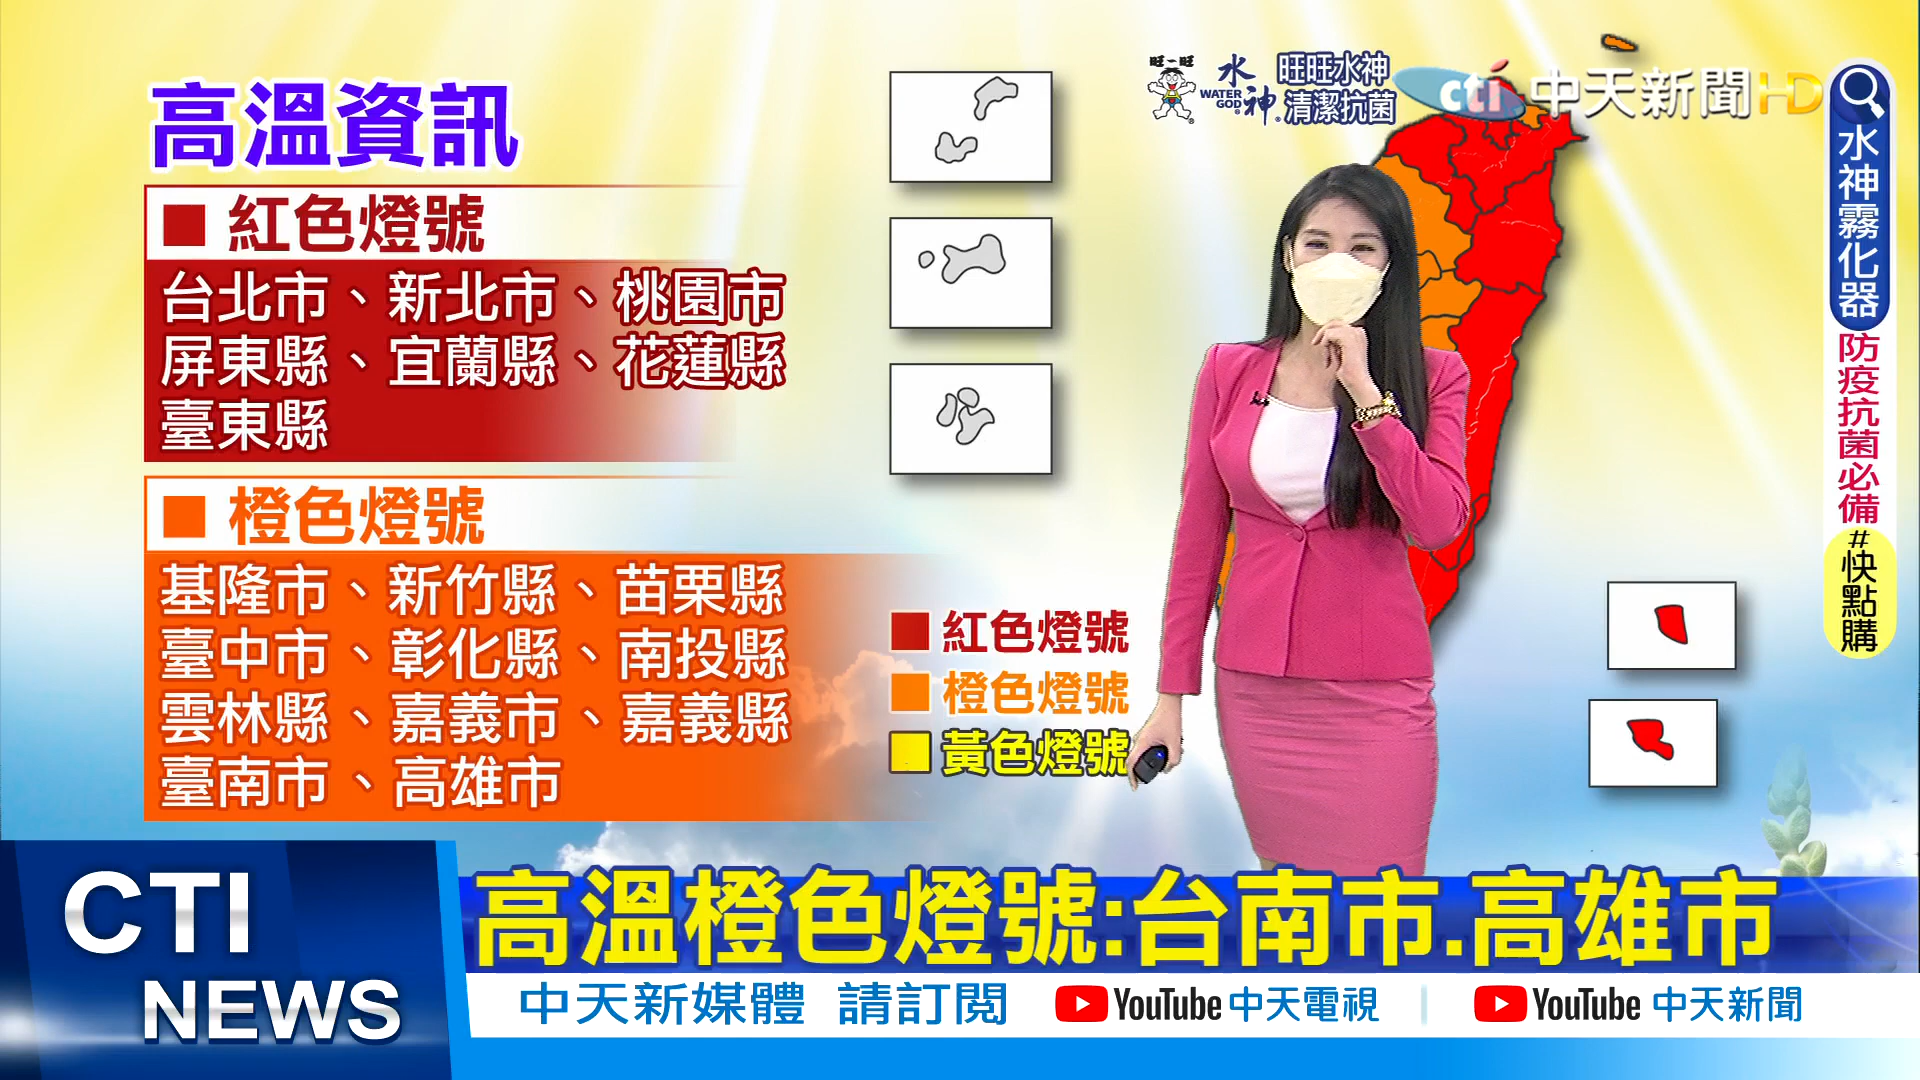 高溫資訊
紅色燈號
台北市、新北市、桃園市
屏東縣、宜蘭縣、花蓮縣
臺東縣
橙色燈號
基隆市、新竹縣、苗栗縣
臺中市、彰化縣、南投縣
雲林縣、嘉義市、嘉義縣
臺南市、高雄市
紅色燈號
橙色燈號
黃色燈號
旺-旺
水神
WATER GOD
旺旺水神
清潔抗菌
cti 中天新聞HD
水神霧化器
防疫抗菌必備
#快點購
CTI
NEWS
高溫橙色燈號:台南市.高雄市
中天新媒體 請訂閱 YouTube 中天電視 | YouTube 中天新聞